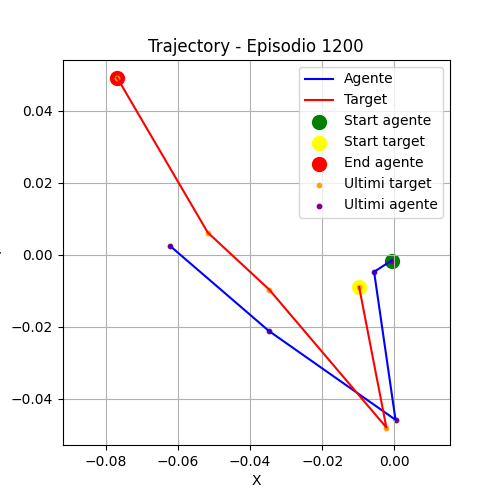 Trajectory - Episodio 1200
Agente
Target
Start agente
Start target
End agente
Ultimi target
Ultimi agente
0.04
0.02
0.00
−0.02
−0.04
−0.08
−0.06
−0.04
−0.02
0.00
X